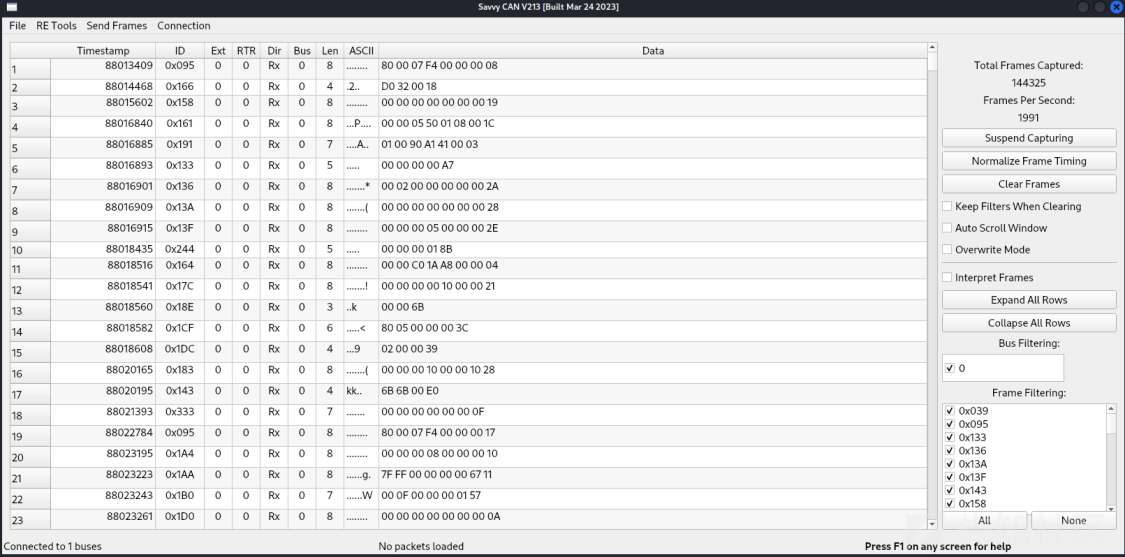 Savvy CAN V213 [Built Mar 24 2023]
File RE Tools Send Frames Connection
Timestamp ID Ext RTR Dir Bus Len ASCII Data
1 88013409 0x095 0 0 Rx 0 8 ........ 80 00 07 F4 00 00 00 08
2 88014468 0x166 0 0 Rx 0 4 .2.. D0 32 00 18
3 88015602 0x158 0 0 Rx 0 8 ........ 00 00 00 00 00 00 00 19
4 88016840 0x161 0 0 Rx 0 8 ...P.... 00 00 05 50 01 08 00 1C
5 88016885 0x191 0 0 Rx 0 7 ....A.. 01 00 90 A1 41 00 03
6 88016893 0x133 0 0 Rx 0 5 ..... 00 00 00 00 A7
7 88016901 0x136 0 0 Rx 0 8 .......* 00 02 00 00 00 00 00 2A
8 88016909 0x13A 0 0 Rx 0 8 .......( 00 00 00 00 00 00 00 28
9 88016915 0x13F 0 0 Rx 0 8 ........ 00 00 00 05 00 00 00 2E
10 88018435 0x244 0 0 Rx 0 5 ..... 00 00 00 01 8B
11 88018516 0x164 0 0 Rx 0 8 ........ 00 00 C0 1A A8 00 00 04
12 88018541 0x17C 0 0 Rx 0 8 .......! 00 00 00 00 10 00 00 21
13 88018560 0x18E 0 0 Rx 0 3 ..k 00 00 6B
14 88018582 0x1CF 0 0 Rx 0 6 .....< 80 05 00 00 00 3C
15 88018608 0x1DC 0 0 Rx 0 4 ...9 02 00 00 39
16 88020165 0x183 0 0 Rx 0 8 .......( 00 00 00 10 00 00 10 28
17 88020195 0x143 0 0 Rx 0 4 kk.. 6B 6B 00 E0
18 88021393 0x333 0 0 Rx 0 7 ....... 00 00 00 00 00 00 0F
19 88022784 0x095 0 0 Rx 0 8 ........ 80 00 07 F4 00 00 00 17
20 88023195 0x1A4 0 0 Rx 0 8 ........ 00 00 00 08 00 00 00 10
21 88023223 0x1AA 0 0 Rx 0 8 ......g. 7F FF 00 00 00 00 67 11
22 88023243 0x1B0 0 0 Rx 0 7 ......W 00 0F 00 00 00 01 57
23 88023261 0x1D0 0 0 Rx 0 8 ........ 00 00 00 00 00 00 00 0A
Total Frames Captured:
144325
Frames Per Second:
1991
Suspend Capturing
Normalize Frame Timing
Clear Frames
Keep Filters When Clearing
Auto Scroll Window
Overwrite Mode
Interpret Frames
Expand All Rows
Collapse All Rows
Bus Filtering:
0
Frame Filtering:
0x039
0x095
0x133
0x136
0x13A
0x13F
0x143
0x158
All None
Connected to 1 buses No packets loaded Press F1 on any screen for help